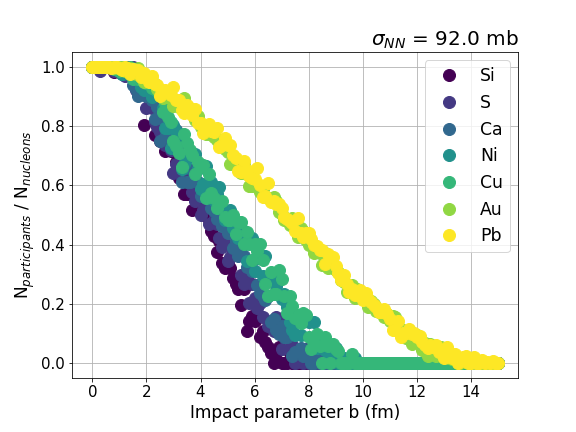 σNN = 92.0 mb
1.0
0.8
0.6
0.4
0.2
0.0
Nparticipants / Nnucleons
Si
S
Ca
Ni
Cu
Au
Pb
0 2 4 6 8 10 12 14
Impact parameter b (fm)